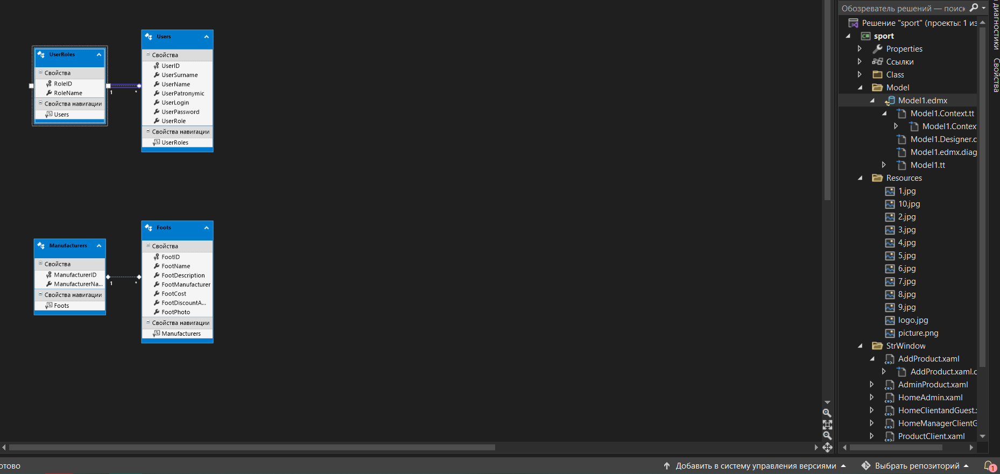 UserRoles
Свойства
RoleID
RoleName
Свойства навигации
Users
1
*
Users
Свойства
UserID
UserSurname
UserName
UserPatronymic
UserLogin
UserPassword
UserRole
Свойства навигации
UserRoles
Manufacturers
Свойства
ManufacturerID
ManufacturerNa...
Свойства навигации
Foots
1
*
Foots
Свойства
FootID
FootName
FootDescription
FootManufacturer
FootCost
FootDiscountA...
FootPhoto
Свойства навигации
Manufacturers
Обозреватель решений — поиск
Решение "sport" (проекты: 1 из
sport
Properties
Ссылки
Class
Model
Model1.edmx
Model1.Context.tt
Model1.Contex
Model1.Designer.c
Model1.edmx.diag
Model1.tt
Resources
1.jpg
10.jpg
2.jpg
3.jpg
4.jpg
5.jpg
6.jpg
7.jpg
8.jpg
9.jpg
logo.jpg
picture.png
StrWindow
AddProduct.xaml
AddProduct.xaml.c
AdminProduct.xaml
HomeAdmin.xaml
HomeClientandGuest.x
HomeManagerClientG
ProductClient.xaml
диагностики
Свойства
отово
Добавить в систему управления версиями
Выбрать репозиторий
1